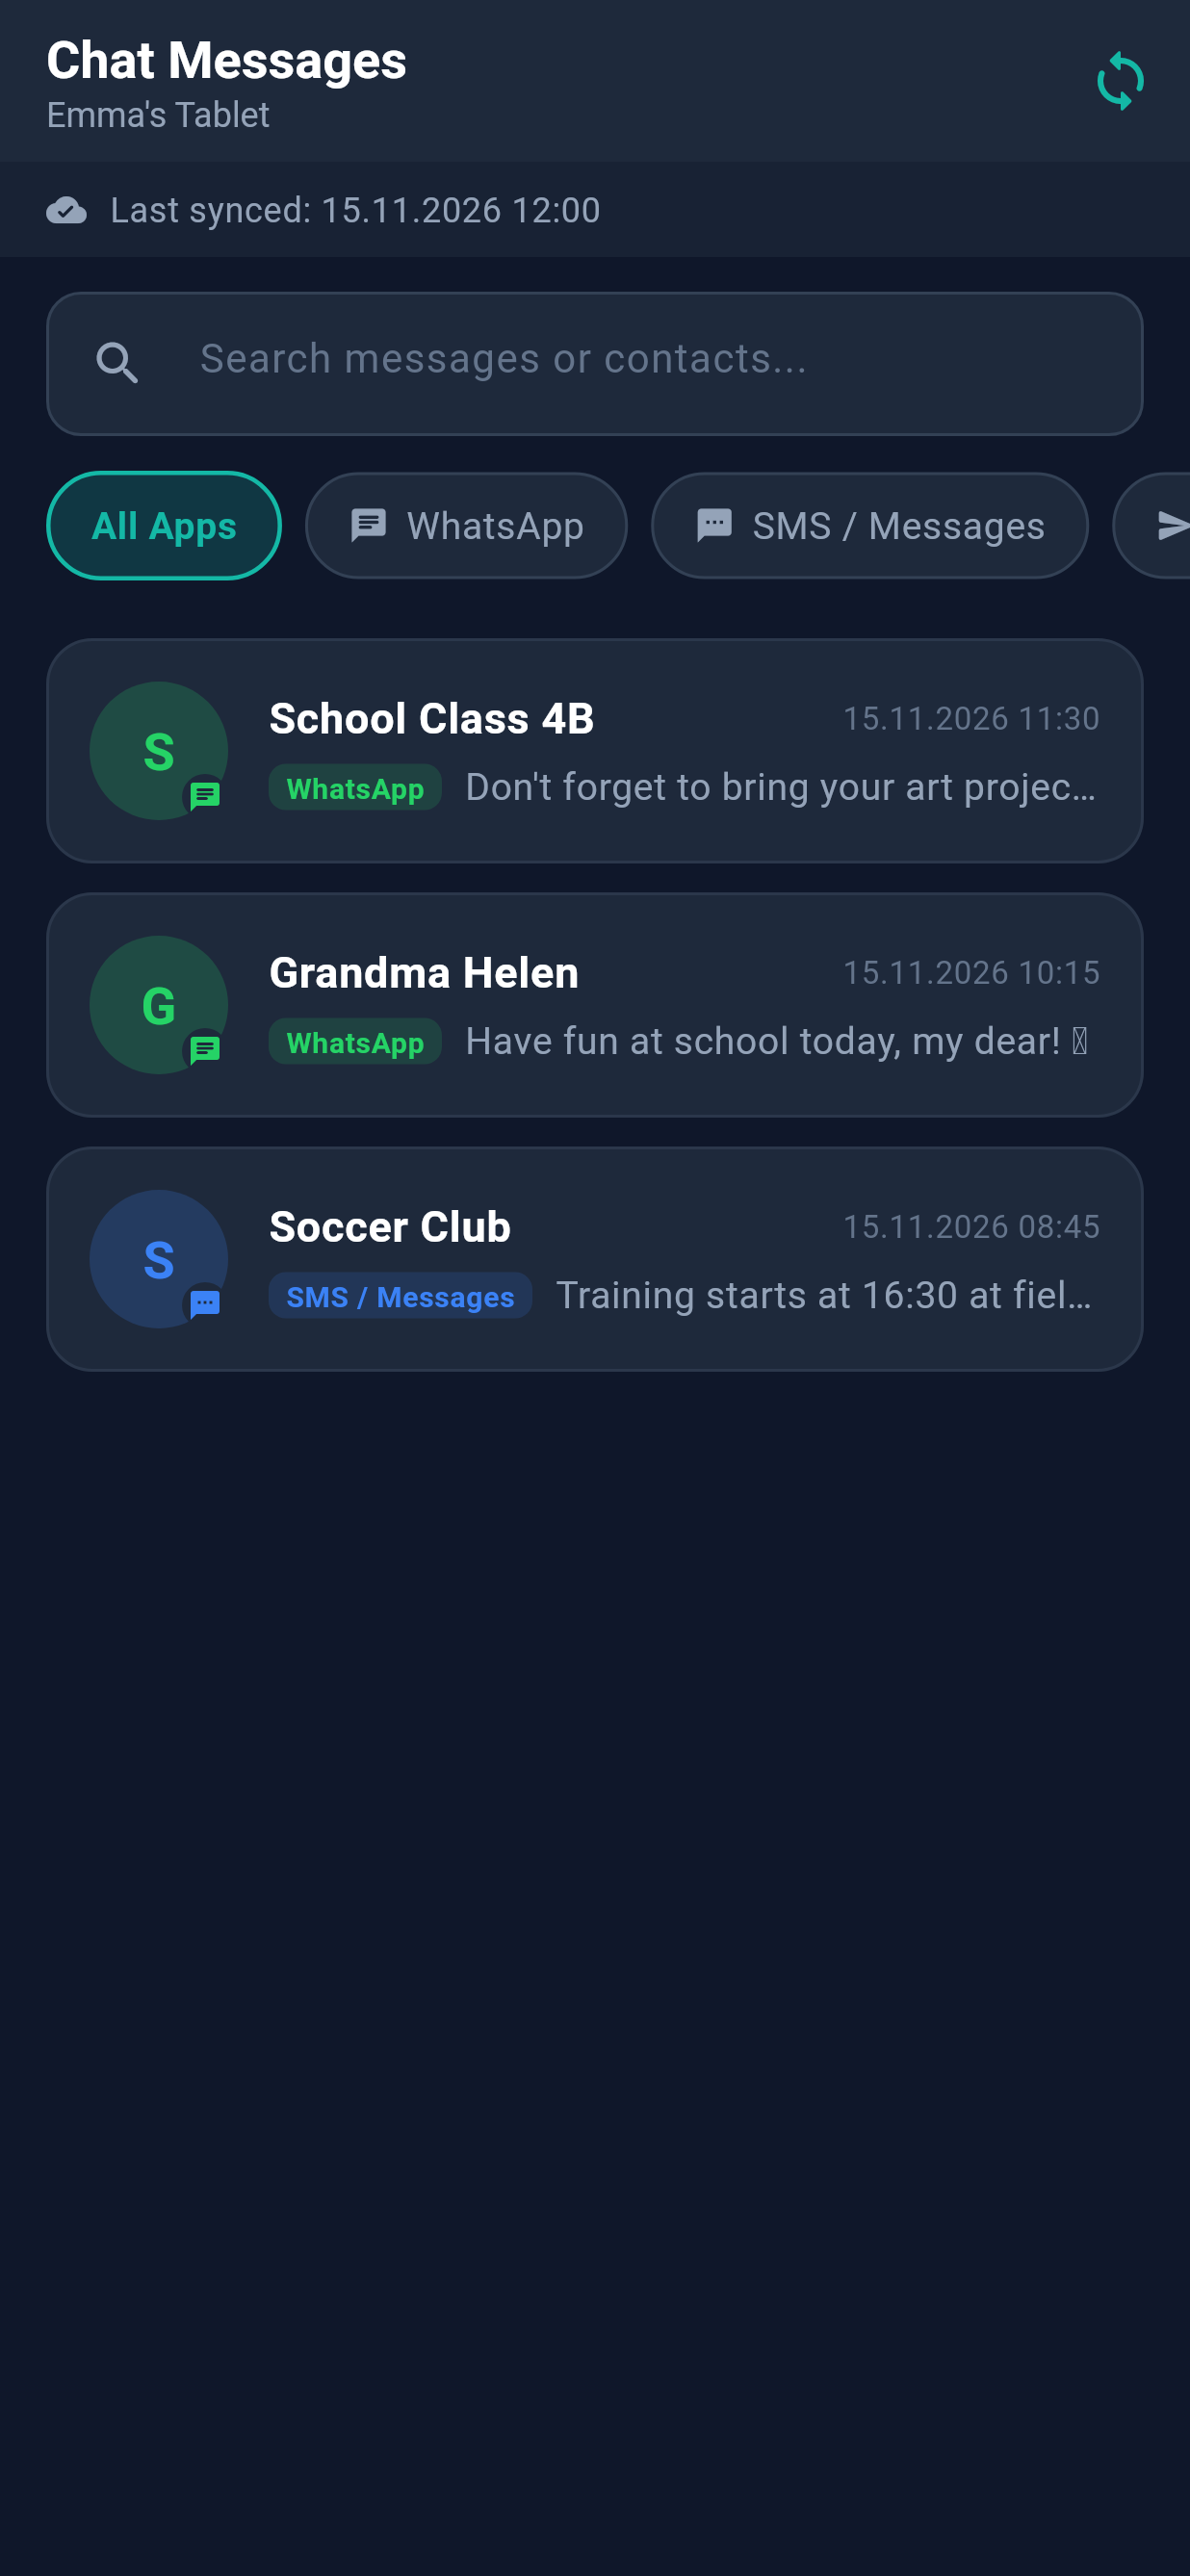 Chat Messages
Emma's Tablet
Last synced: 15.11.2026 12:00
Search messages or contacts...
All Apps WhatsApp SMS / Messages
S School Class 4B 15.11.2026 11:30
WhatsApp Don't forget to bring your art projec…
G Grandma Helen 15.11.2026 10:15
WhatsApp Have fun at school today, my dear!
S Soccer Club 15.11.2026 08:45
SMS / Messages Training starts at 16:30 at fiel…